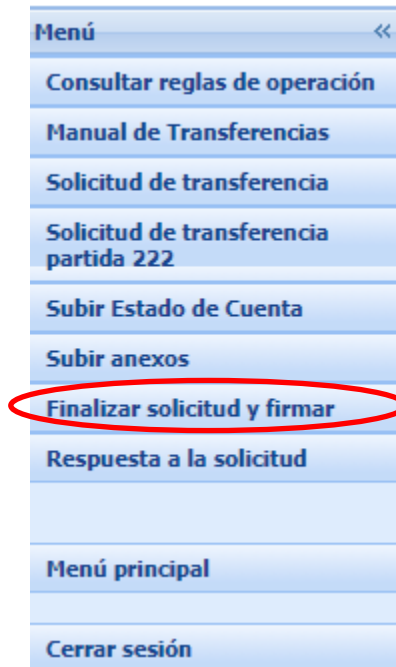 Menú «
Consultar reglas de operación
Manual de Transferencias
Solicitud de transferencia
Solicitud de transferencia
partida 222
Subir Estado de Cuenta
Subir anexos
Finalizar solicitud y firmar
Respuesta a la solicitud
Menú principal
Cerrar sesión